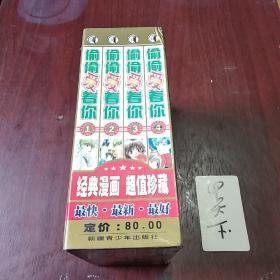 偷偷爱着你 1
偷偷爱着你 2
偷偷爱着你 3
偷偷爱着你 4
经典漫画 超值珍藏
最快·最新·最好
定价：80.00
新疆青少年出版社